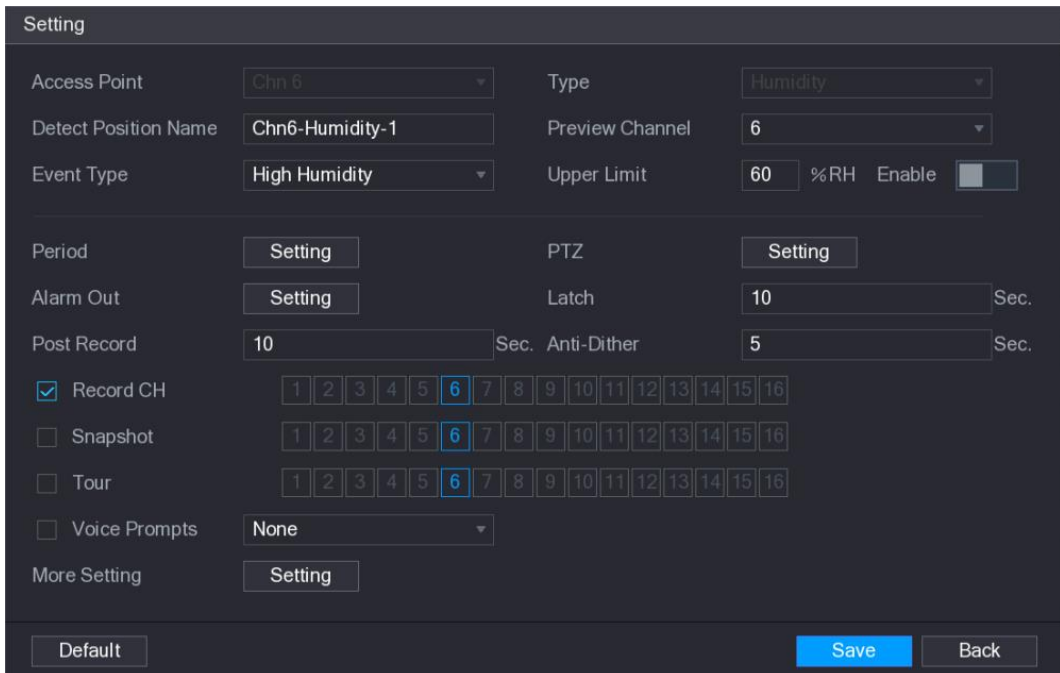 Setting
Access Point Chn 6 Type Humidity
Detect Position Name Chn6-Humidity-1 Preview Channel 6
Event Type High Humidity Upper Limit 60 %RH Enable
Period Setting PTZ Setting
Alarm Out Setting Latch 10 Sec.
Post Record 10 Sec. Anti-Dither 5 Sec.
Record CH 1 2 3 4 5 6 7 8 9 10 11 12 13 14 15 16
Snapshot 1 2 3 4 5 6 7 8 9 10 11 12 13 14 15 16
Tour 1 2 3 4 5 6 7 8 9 10 11 12 13 14 15 16
Voice Prompts None
More Setting Setting
Default Save Back